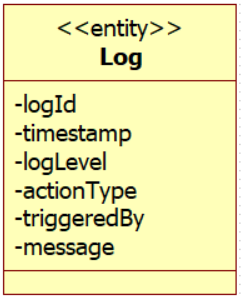 <<entity>>
Log
-logId
-timestamp
-logLevel
-actionType
-triggeredBy
-message